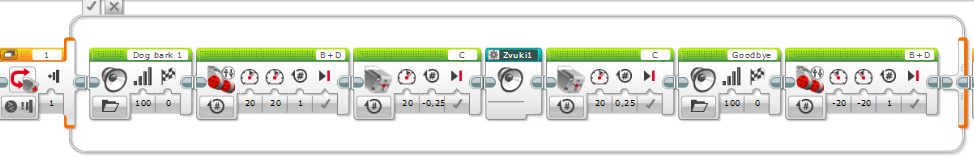 1
Dog bark 1
B+D
C
Zvuki1
C
Goodbye
B+D
1
100 0
20 20 1
20 -0,25
20 0,25
100 0
-20 -20 1